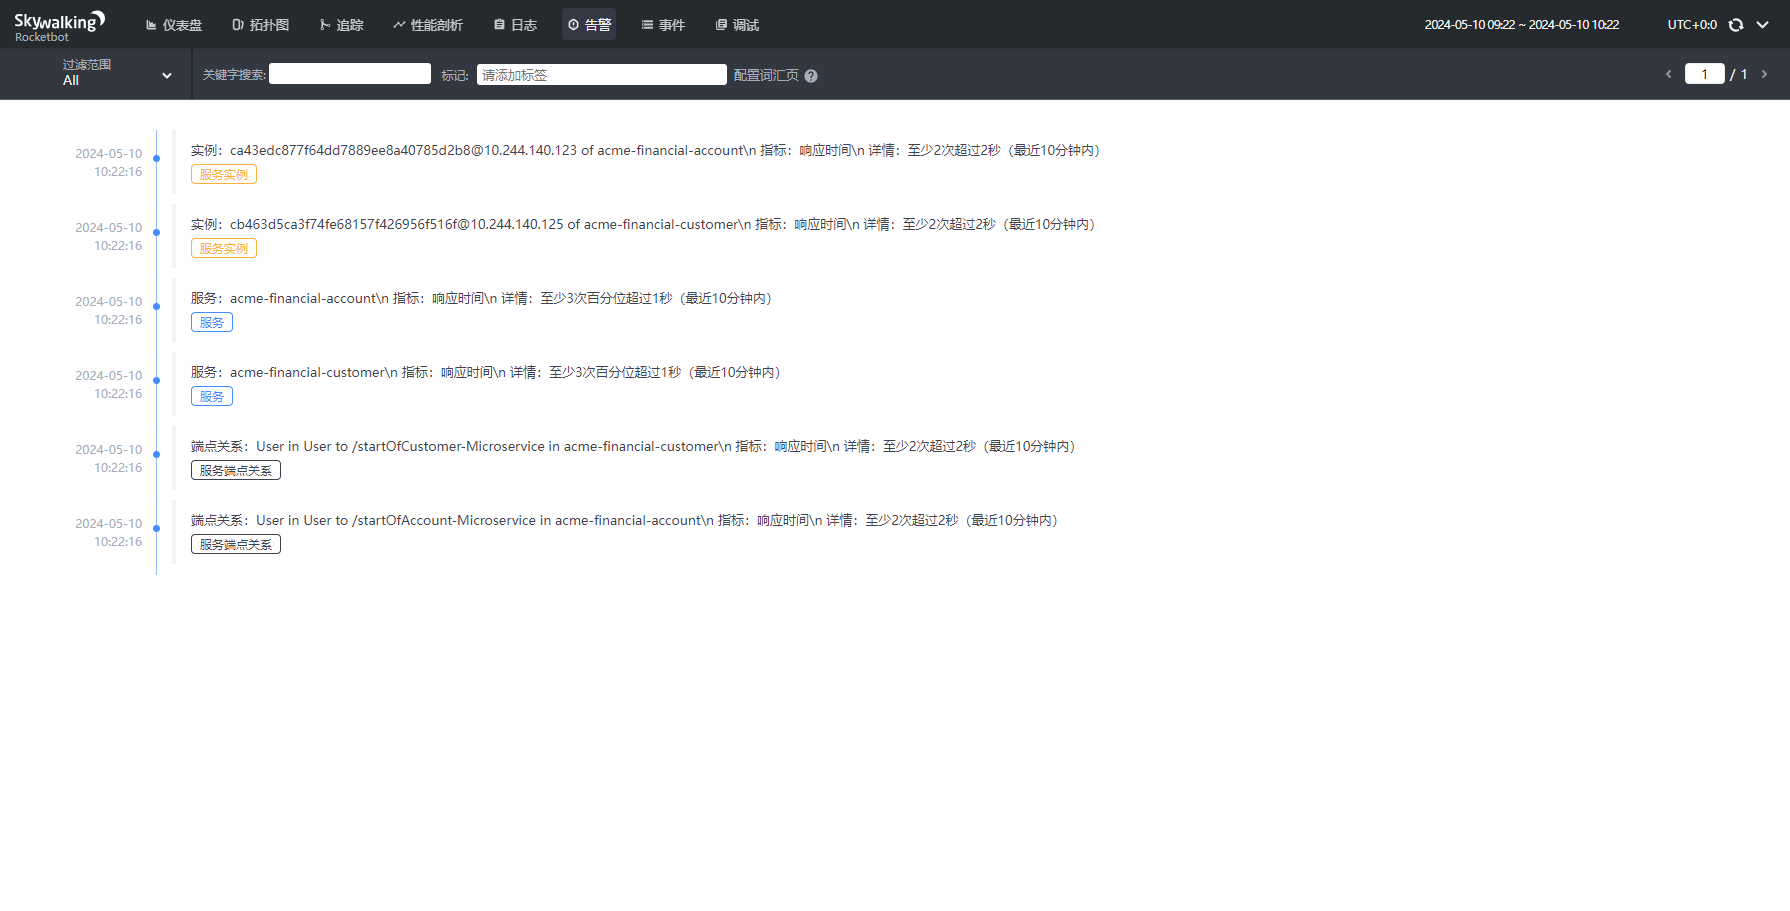 Skywalking
Rocketbot
仪表盘 拓扑图 追踪 性能剖析 日志 告警 事件 调试
2024-05-10 09:22 ~ 2024-05-10 10:22 UTC+0:0
过滤范围
All
关键字搜索: 标记: 请添加标签 配置词汇页 ? 1 / 1
2024-05-10
10:22:16
实例：ca43edc877f64dd7889ee8a40785d2b8@10.244.140.123 of acme-financial-account\n 指标：响应时间\n 详情：至少2次超过2秒（最近10分钟内）
服务实例
2024-05-10
10:22:16
实例：cb463d5ca3f74fe68157f426956f516f@10.244.140.125 of acme-financial-customer\n 指标：响应时间\n 详情：至少2次超过2秒（最近10分钟内）
服务实例
2024-05-10
10:22:16
服务：acme-financial-account\n 指标：响应时间\n 详情：至少3次百分位超过1秒（最近10分钟内）
服务
2024-05-10
10:22:16
服务：acme-financial-customer\n 指标：响应时间\n 详情：至少3次百分位超过1秒（最近10分钟内）
服务
2024-05-10
10:22:16
端点关系：User in User to /startOfCustomer-Microservice in acme-financial-customer\n 指标：响应时间\n 详情：至少2次超过2秒（最近10分钟内）
服务端点关系
2024-05-10
10:22:16
端点关系：User in User to /startOfAccount-Microservice in acme-financial-account\n 指标：响应时间\n 详情：至少2次超过2秒（最近10分钟内）
服务端点关系